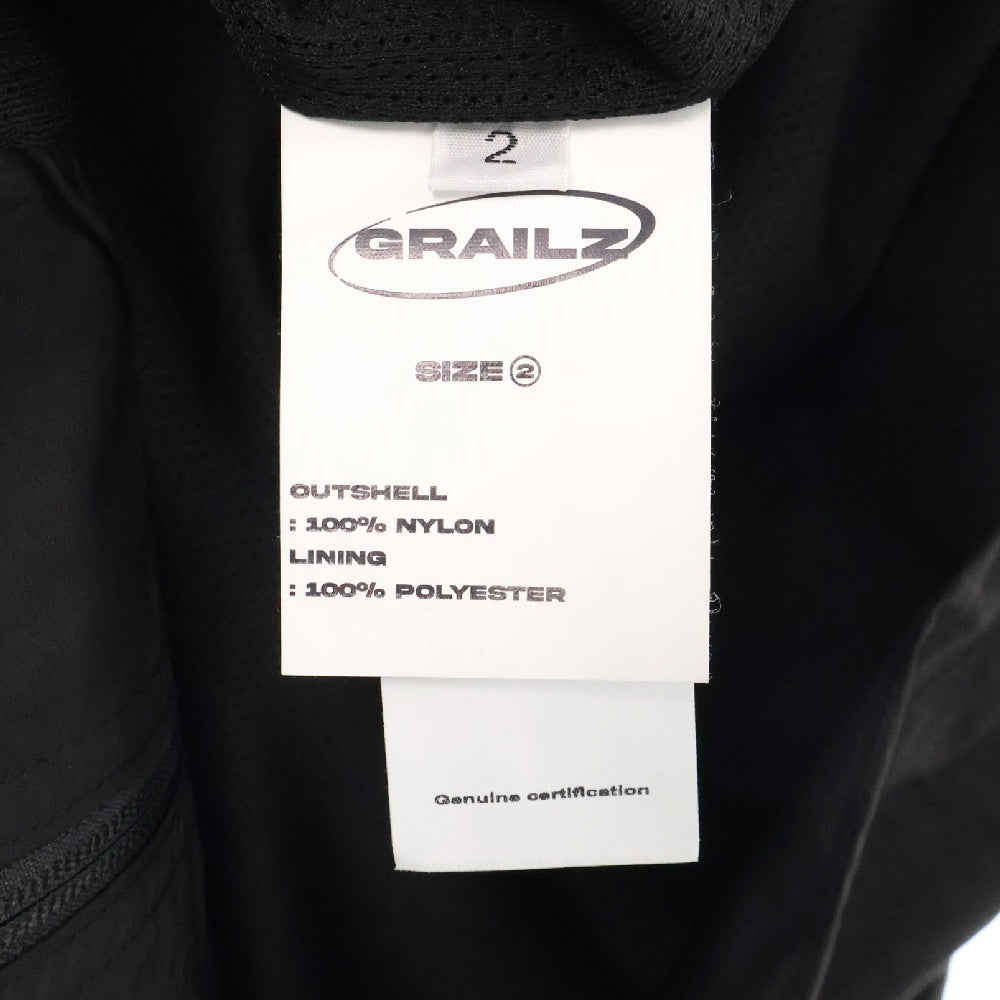 2
GRAILZ
SIZE ②
OUTSHELL
: 100% NYLON
LINING
: 100% POLYESTER
Genuine certification